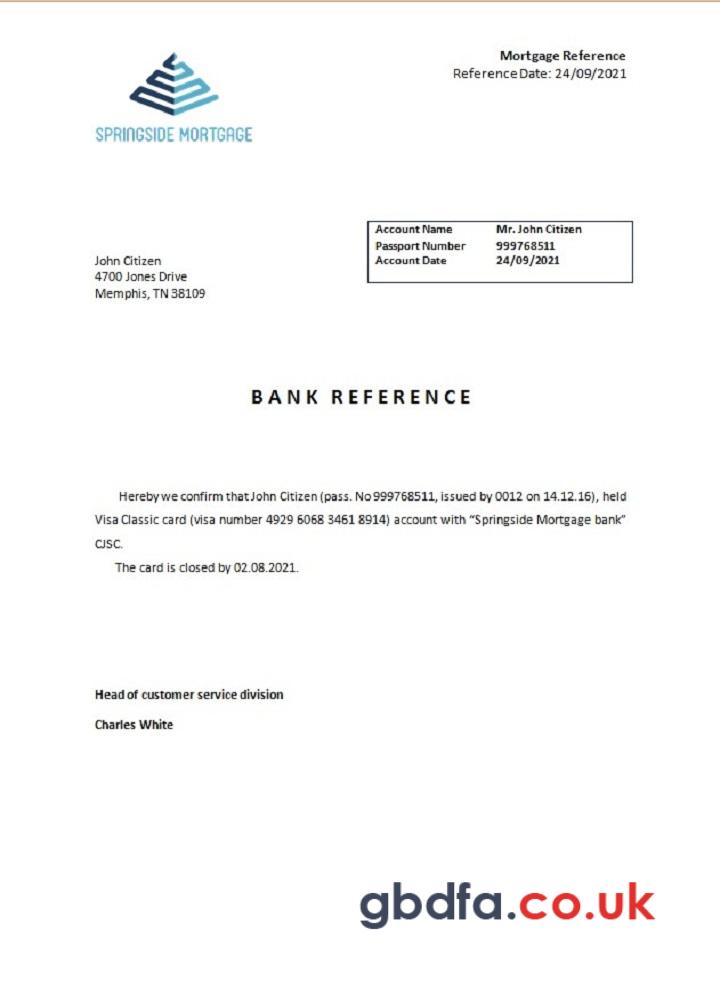 Mortgage Reference
Reference Date: 24/09/2021
SPRINGSIDE MORTGAGE
Account Name Mr. John Citizen
Passport Number 999768511
Account Date 24/09/2021
John Citizen
4700 Jones Drive
Memphis, TN 38109
BANK REFERENCE
Hereby we confirm that John Citizen (pass. No 999768511, issued by 0012 on 14.12.16), held
Visa Classic card (visa number 4929 6068 3461 8914) account with “Springside Mortgage bank”
CJSC.
The card is closed by 02.08.2021.
Head of customer service division
Charles White
gbdfa.co.uk